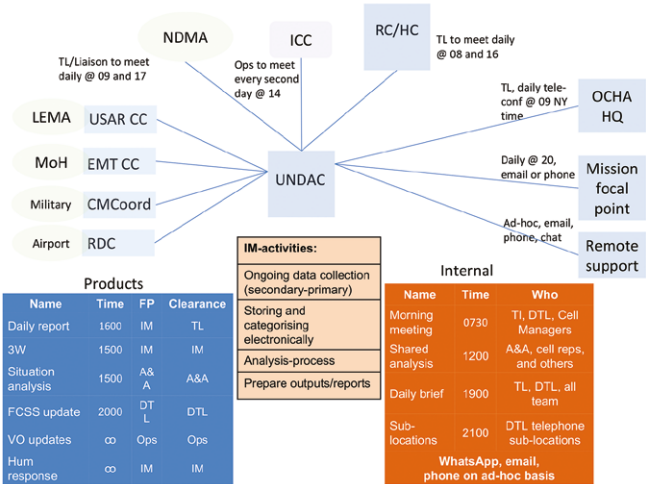 NDMA
ICC
RC/HC
TL/Liaison to meet
daily @ 09 and 17
Ops to meet
every second
day @ 14
TL to meet daily
@ 08 and 16
LEMA
USAR CC
MoH
EMT CC
Military
CMCoord
Airport
RDC
UNDAC
TL, daily tele-
conf @ 09 NY
time
OCHA
HQ
Daily @ 20,
email or phone
Mission
focal
point
Ad-hoc, email,
phone, chat
Remote
support
IM-activities:
Ongoing data collection
(secondary-primary)
Storing and
categorising
electronically
Analysis-process
Prepare outputs/reports
Products
Name Time FP Clearance
Daily report 1600 IM TL
3W 1500 IM IM
Situation
analysis 1500 A&
A A&A
FCSS update 2000 DT
L DTL
VO updates ∞ Ops Ops
Hum
response ∞ IM IM
Internal
Name Time Who
Morning
meeting 0730 TI, DTL, Cell
Managers
Shared
analysis 1200 A&A, cell reps,
and others
Daily brief 1900 TL, DTL, all
team
Sub-
locations 2100 DTL telephone
sub-locations
WhatsApp, email,
phone on ad-hoc basis